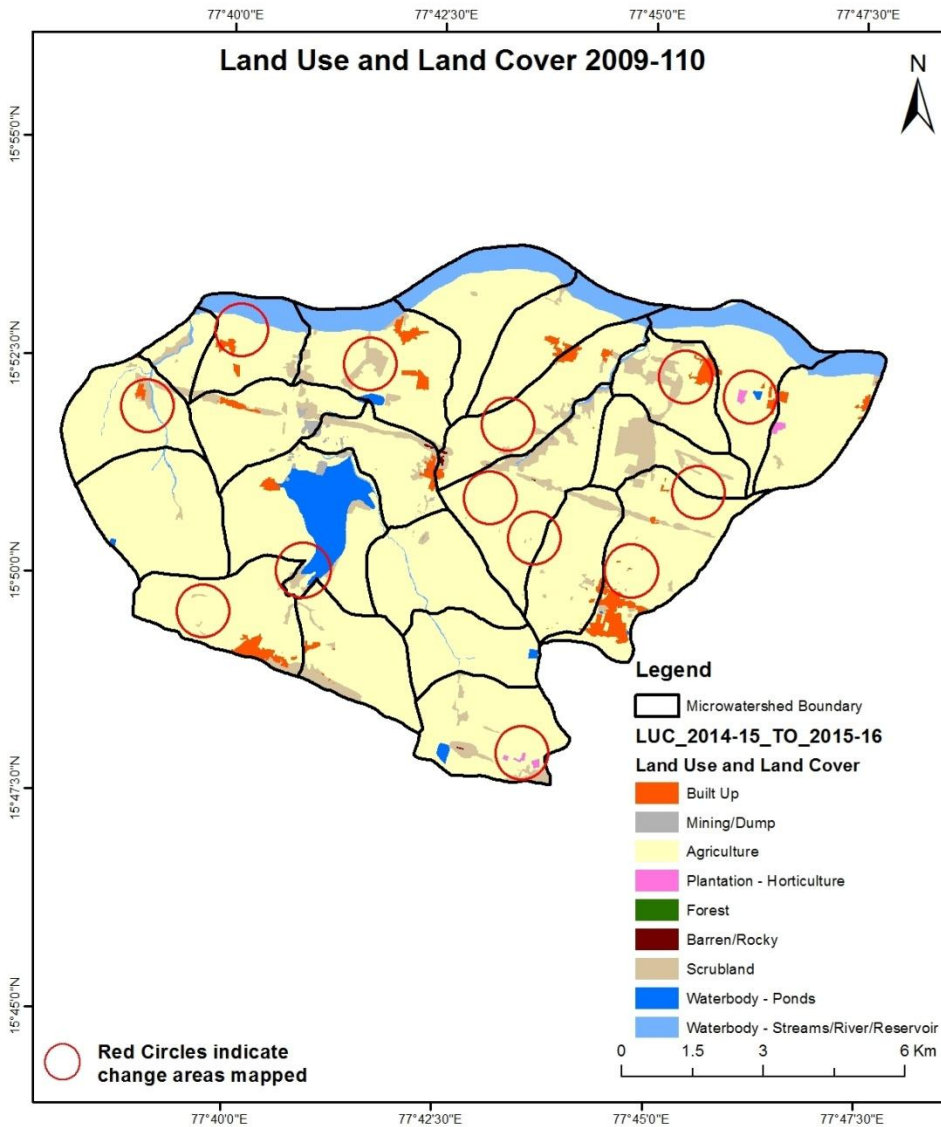 77°40'0"E 77°42'30"E 77°45'0"E 77°47'30"E
Land Use and Land Cover 2009-110
N
15°55'0"N
15°52'30"N
15°50'0"N
15°47'30"N
15°45'0"N
Legend
Microwatershed Boundary
LUC_2014-15_TO_2015-16
Land Use and Land Cover
Built Up
Mining/Dump
Agriculture
Plantation - Horticulture
Forest
Barren/Rocky
Scrubland
Waterbody - Ponds
Waterbody - Streams/River/Reservoir
Red Circles indicate
change areas mapped
0 1.5 3 6 Km
77°40'0"E 77°42'30"E 77°45'0"E 77°47'30"E